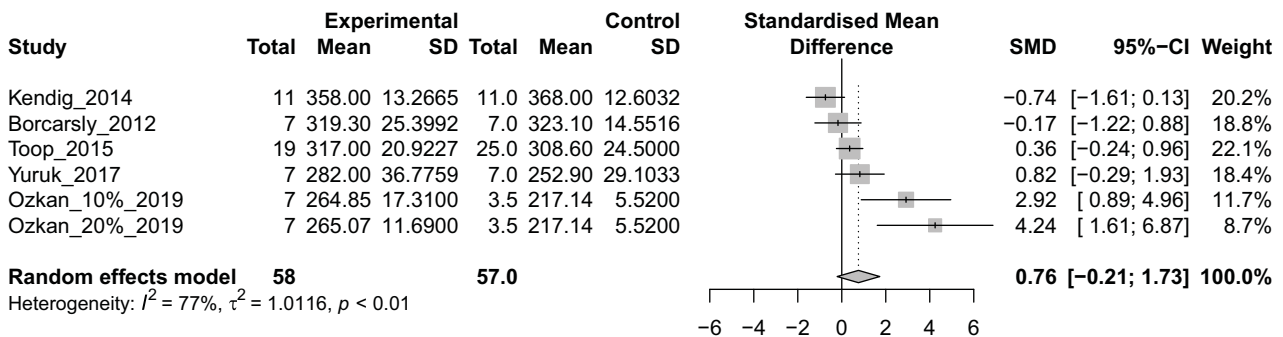 Experimental Control Standardised Mean
Study Total Mean SD Total Mean SD Difference SMD 95%−CI Weight
Kendig_2014 11 358.00 13.2665 11.0 368.00 12.6032 −0.74 [−1.61; 0.13] 20.2%
Borcarsly_2012 7 319.30 25.3992 7.0 323.10 14.5516 −0.17 [−1.22; 0.88] 18.8%
Toop_2015 19 317.00 20.9227 25.0 308.60 24.5000 0.36 [−0.24; 0.96] 22.1%
Yuruk_2017 7 282.00 36.7759 7.0 252.90 29.1033 0.82 [−0.29; 1.93] 18.4%
Ozkan_10%_2019 7 264.85 17.3100 3.5 217.14 5.5200 2.92 [ 0.89; 4.96] 11.7%
Ozkan_20%_2019 7 265.07 11.6900 3.5 217.14 5.5200 4.24 [ 1.61; 6.87] 8.7%
Random effects model 58 57.0 0.76 [−0.21; 1.73] 100.0%
Heterogeneity: I² = 77%, τ² = 1.0116, p < 0.01
−6 −4 −2 0 2 4 6